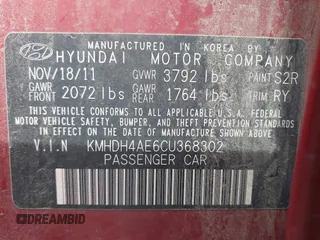 MANUFACTURED IN KOREA BY
HYUNDAI MOTOR COMPANY
NOV/18/11 GVWR 3792 lbs PAINT S2R
GAWR FRONT 2072 lbs GAWR REAR 1764 lbs TRIM RY
THIS VEHICLE CONFORMS TO ALL APPLICABLE U.S.A. FEDERAL
MOTOR VEHICLE SAFETY, BUMPER, AND THEFT PREVENTION
STANDARDS IN EFFECT ON THE DATE OF MANUFACTURE SHOWN ABOVE.
V.I.N KMHDH4AE6CU368302
PASSENGER CAR
DREAMBID